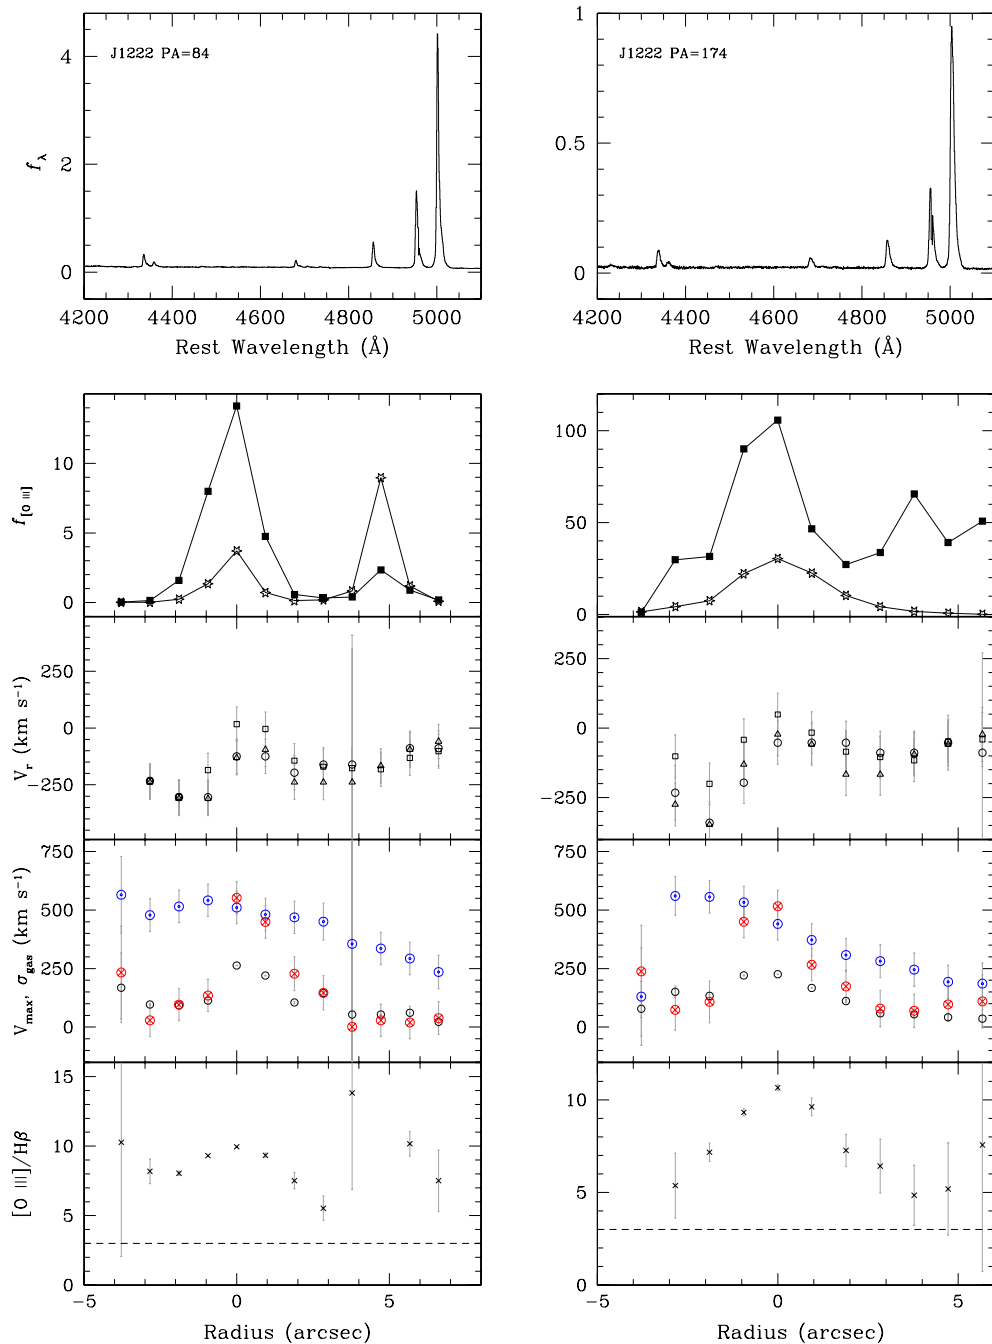 J1222 PA=84
f_λ
4
2
0
4200 4400 4600 4800 5000
Rest Wavelength (Å)
J1222 PA=174
1
0.5
0
4200 4400 4600 4800 5000
Rest Wavelength (Å)
f_[O III]
10
5
0
100
50
0
V_r (km s⁻¹)
250
0
−250
250
0
−250
V_max, σ_gas (km s⁻¹)
750
500
250
0
750
500
250
0
[O III]/Hβ
15
10
5
0
10
5
0
−5 0 5
Radius (arcsec)
−5 0 5
Radius (arcsec)